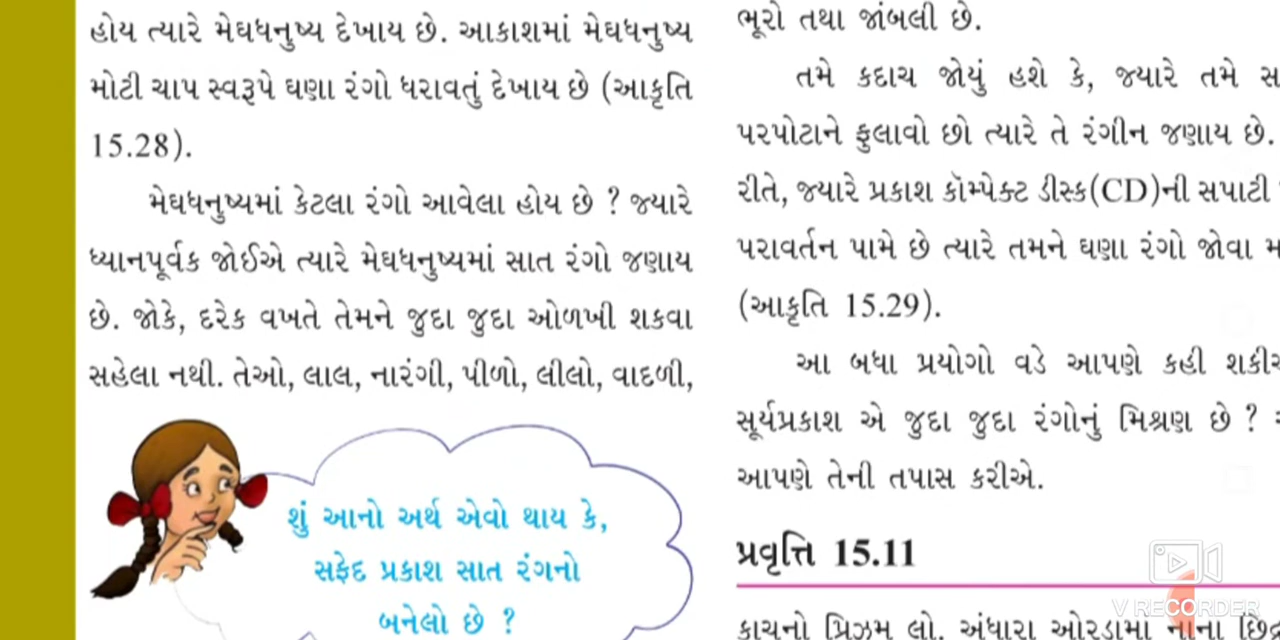 હોય ત્યારે મેઘધનુષ્ય દેખાય છે. આકાશમાં મેઘધનુષ્ય
મોટી ચાપ સ્વરૂપે ઘણા રંગો ધરાવતું દેખાય છે (આકૃતિ
15.28).
મેઘધનુષ્યમાં કેટલા રંગો આવેલા હોય છે ? જ્યારે
ધ્યાનપૂર્વક જોઈએ ત્યારે મેઘધનુષ્યમાં સાત રંગો જણાય
છે. જોકે, દરેક વખતે તેમને જુદા જુદા ઓળખી શકવા
સહેલા નથી. તેઓ, લાલ, નારંગી, પીળો, લીલો, વાદળી,
શું આનો અર્થ એવો થાય કે,
સફેદ પ્રકાશ સાત રંગનો
બનેલો છે ?
ભૂરો તથા જાંબલી છે.
તમે કદાચ જોયું હશે કે, જ્યારે તમે
પરપોટાને ફુલાવો છો ત્યારે તે રંગીન જણાય છે.
રીતે, જ્યારે પ્રકાશ કૉમ્પેક્ટ ડીસ્ક(CD)ની સપાટી
પરાવર્તન પામે છે ત્યારે તમને ઘણા રંગો જોવા
(આકૃતિ 15.29).
આ બધા પ્રયોગો વડે આપણે કહી
સૂર્યપ્રકાશ એ જુદા જુદા રંગોનું મિશ્રણ છે ?
આપણે તેની તપાસ કરીએ.
પ્રવૃત્તિ 15.11
કાચનો પ્રિઝમ લો. અંધારા ઓરડામાં નાના
V RECORDER